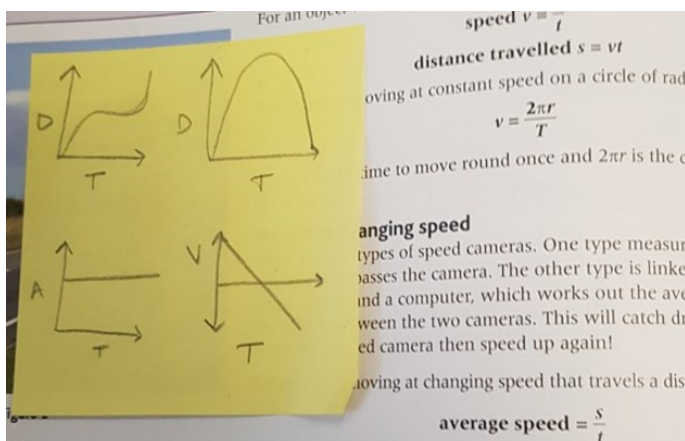 For an
speed v = — t
distance travelled s = vt
oving at constant speed on a circle of rad
v = 2πr / T
ime to move round once and 2πr is the c
anging speed
types of speed cameras. One type measur
passes the camera. The other type is linke
and a computer, which works out the ave
ween the two cameras. This will catch dr
ed camera then speed up again!
moving at changing speed that travels a dis
average speed = s / t
D
T
D
T
A
T
V
T